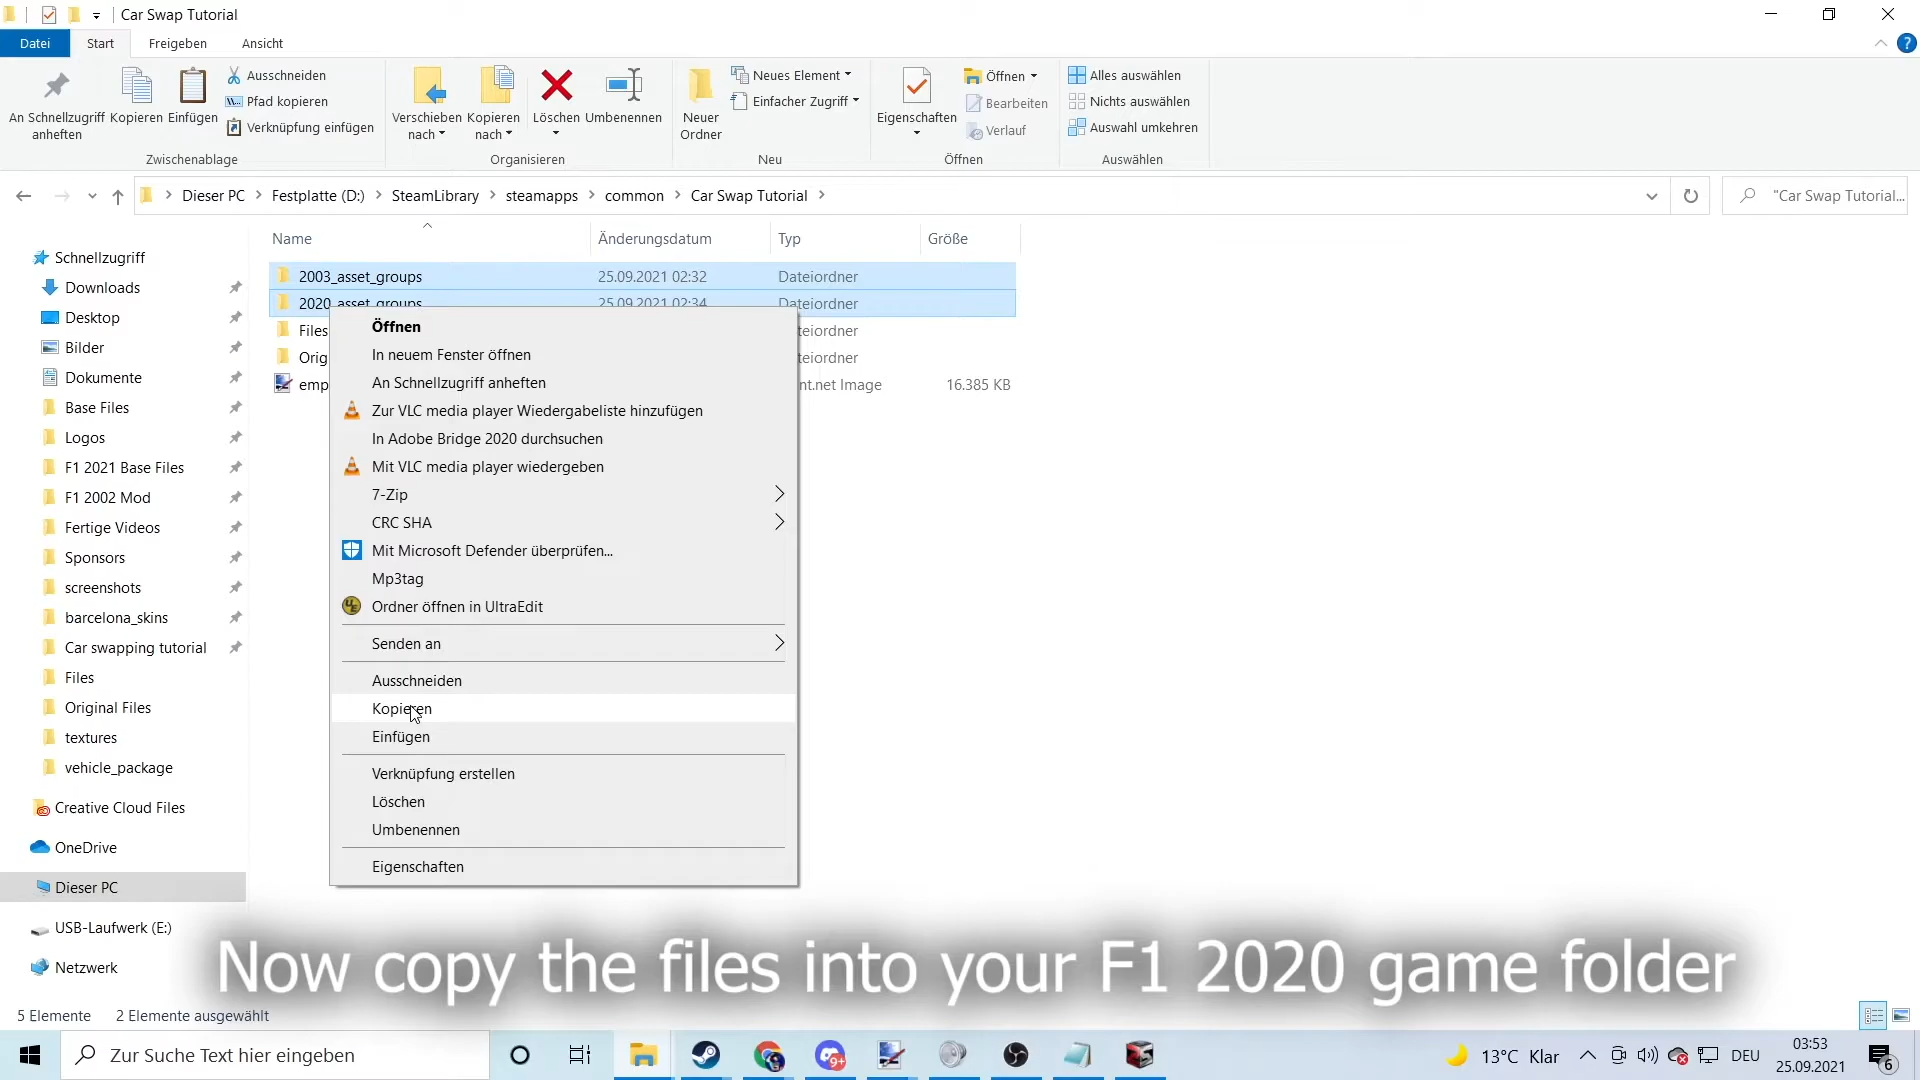 Car Swap Tutorial
Datei
Start
Freigeben
Ansicht
An Schnellzugriff
anheften
Kopieren
Einfügen
Ausschneiden
Pfad kopieren
Verknüpfung einfügen
Zwischenablage
Verschieben
nach
Kopieren
nach
Löschen
Umbenennen
Organisieren
Neuer
Ordner
Neues Element
Einfacher Zugriff
Neu
Eigenschaften
Öffnen
Bearbeiten
Verlauf
Öffnen
Alles auswählen
Nichts auswählen
Auswahl umkehren
Auswählen
Dieser PC > Festplatte (D:) > SteamLibrary > steamapps > common > Car Swap Tutorial >
"Car Swap Tutorial...
Name
Änderungsdatum
Typ
Größe
2003_asset_groups 25.09.2021 02:32 Dateiordner
2020_asset_groups 25.09.2021 02:34 Dateiordner
Files teiordner
Orig teiordner
emp nt.net Image 16.385 KB
Schnellzugriff
Downloads
Desktop
Bilder
Dokumente
Base Files
Logos
F1 2021 Base Files
F1 2002 Mod
Fertige Videos
Sponsors
screenshots
barcelona_skins
Car swapping tutorial
Files
Original Files
textures
vehicle_package
Creative Cloud Files
OneDrive
Dieser PC
USB-Laufwerk (E:)
Netzwerk
Öffnen
In neuem Fenster öffnen
An Schnellzugriff anheften
Zur VLC media player Wiedergabeliste hinzufügen
In Adobe Bridge 2020 durchsuchen
Mit VLC media player wiedergeben
7-Zip
CRC SHA
Mit Microsoft Defender überprüfen...
Mp3tag
Ordner öffnen in UltraEdit
Senden an
Ausschneiden
Kopieren
Einfügen
Verknüpfung erstellen
Löschen
Umbenennen
Eigenschaften
Now copy the files into your F1 2020 game folder
5 Elemente 2 Elemente ausgewählt
Zur Suche Text hier eingeben
9+
13°C Klar
DEU
03:53
25.09.2021
6